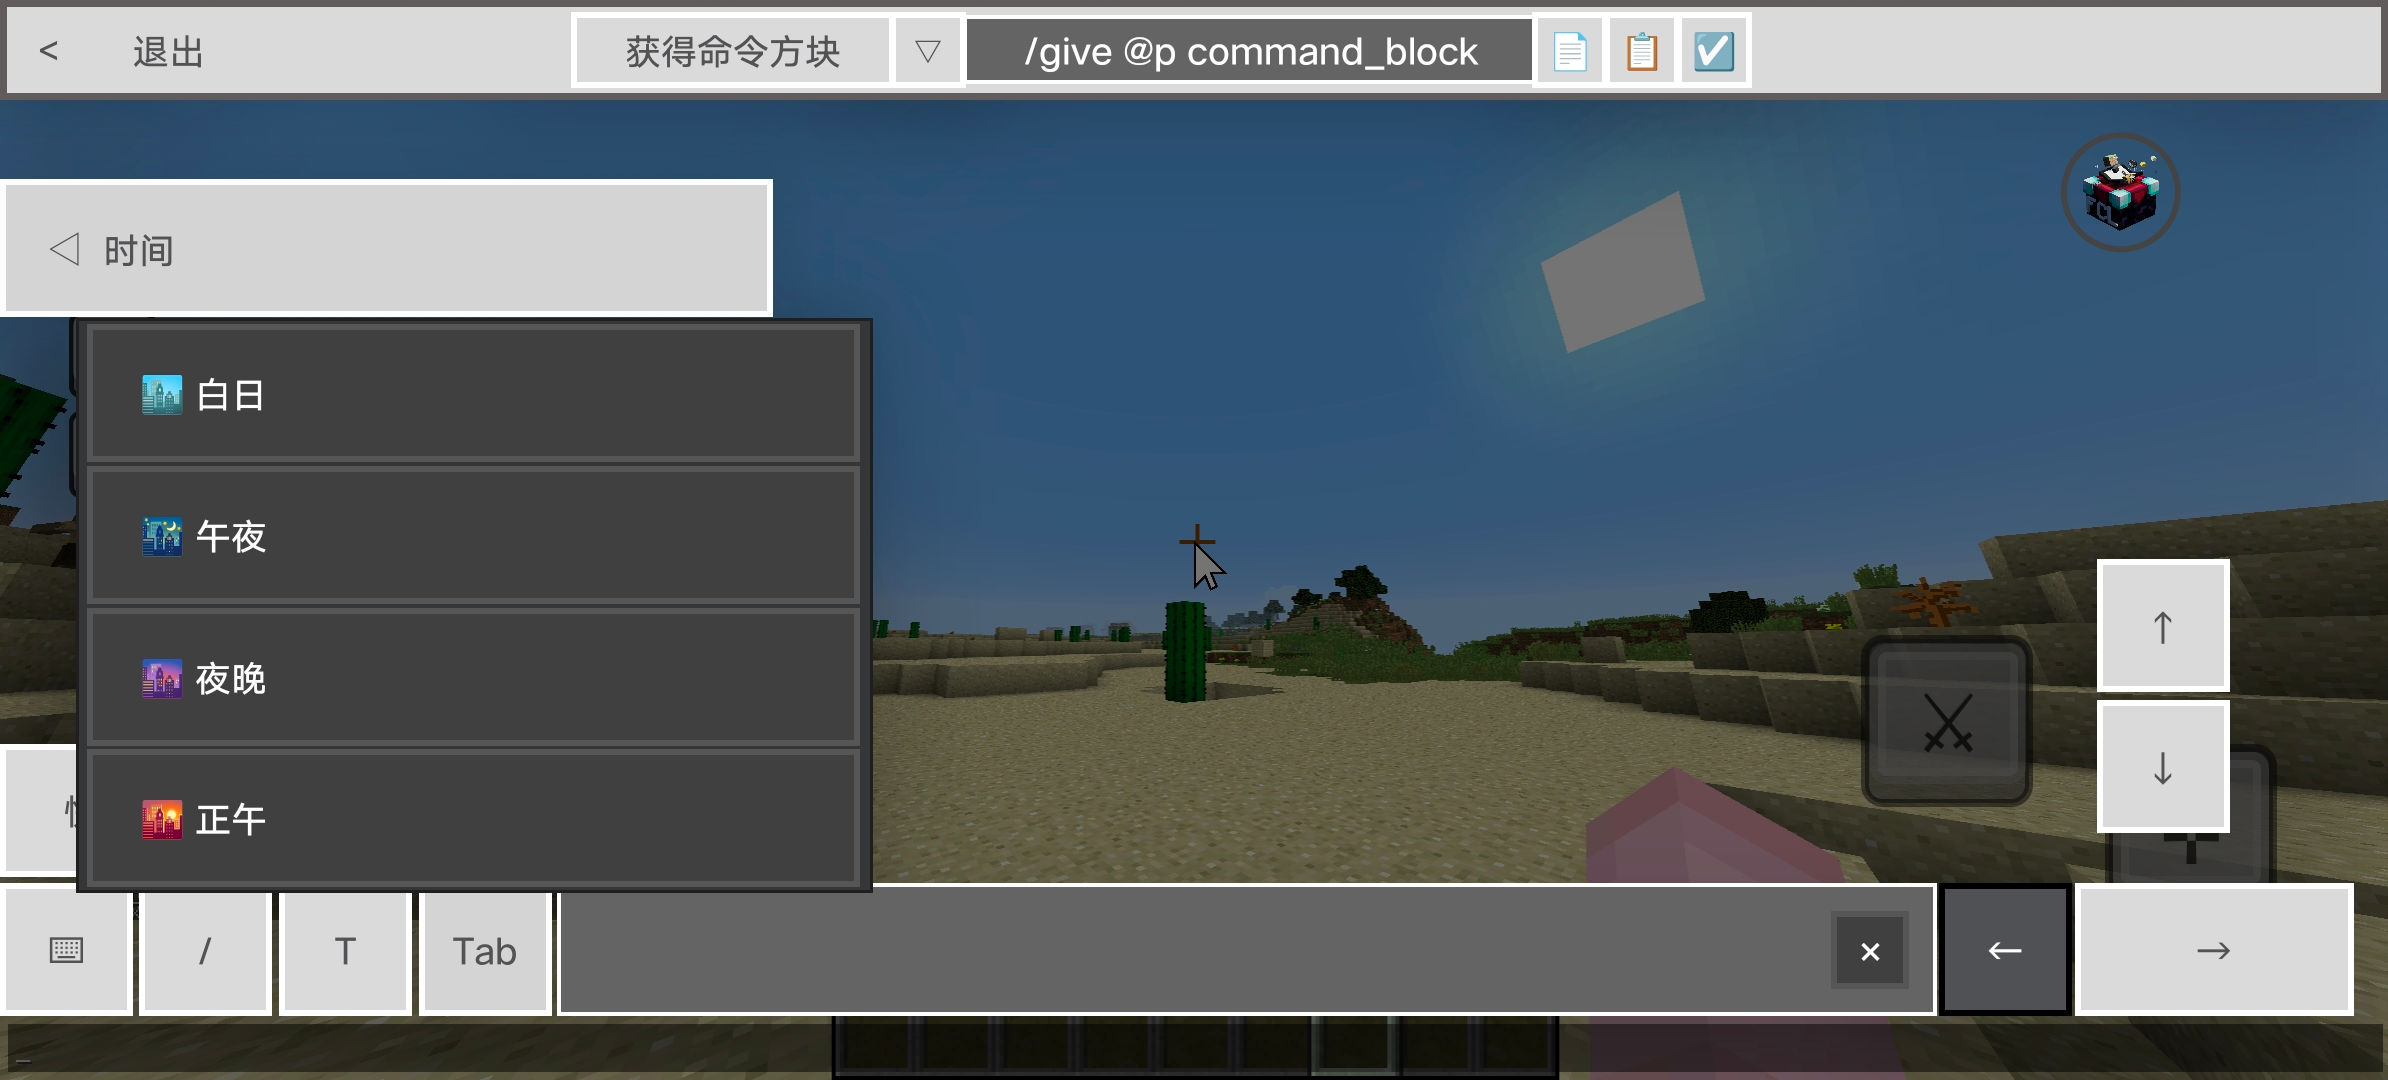 < 退出
获得命令方块 ▽ /give @p command_block
FCL
◁ 时间
白日
午夜
夜晚
正午
↑
↓
/ T Tab × ← →
_